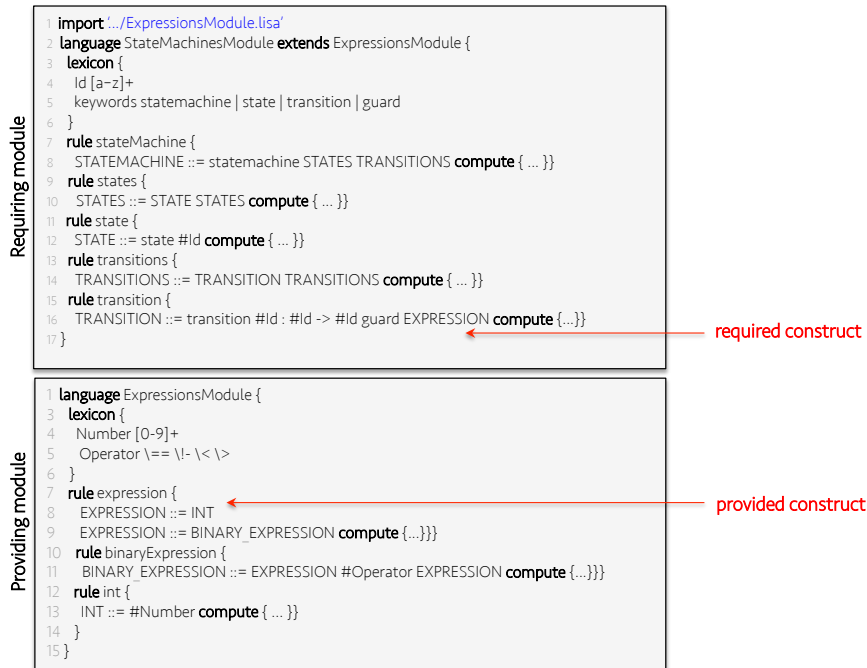 Requiring module
1 import '.../ExpressionsModule.lisa'
2 language StateMachinesModule extends ExpressionsModule {
3 lexicon {
4 Id [a–z]+
5 keywords statemachine | state | transition | guard
6 }
7 rule stateMachine {
8 STATEMACHINE ::= statemachine STATES TRANSITIONS compute { ... }}
9 rule states {
10 STATES ::= STATE STATES compute { ... }}
11 rule state {
12 STATE ::= state #Id compute { ... }}
13 rule transitions {
14 TRANSITIONS ::= TRANSITION TRANSITIONS compute { ... }}
15 rule transition {
16 TRANSITION ::= transition #Id : #Id -> #Id guard EXPRESSION compute {...}}
17 }
required construct
Providing module
1 language ExpressionsModule {
3 lexicon {
4 Number [0-9]+
5 Operator \== \!- \< \>
6 }
7 rule expression {
8 EXPRESSION ::= INT
9 EXPRESSION ::= BINARY_EXPRESSION compute {...}}}
10 rule binaryExpression {
11 BINARY_EXPRESSION ::= EXPRESSION #Operator EXPRESSION compute {...}}}
12 rule int {
13 INT ::= #Number compute { ... }}
14 }
15 }
provided construct